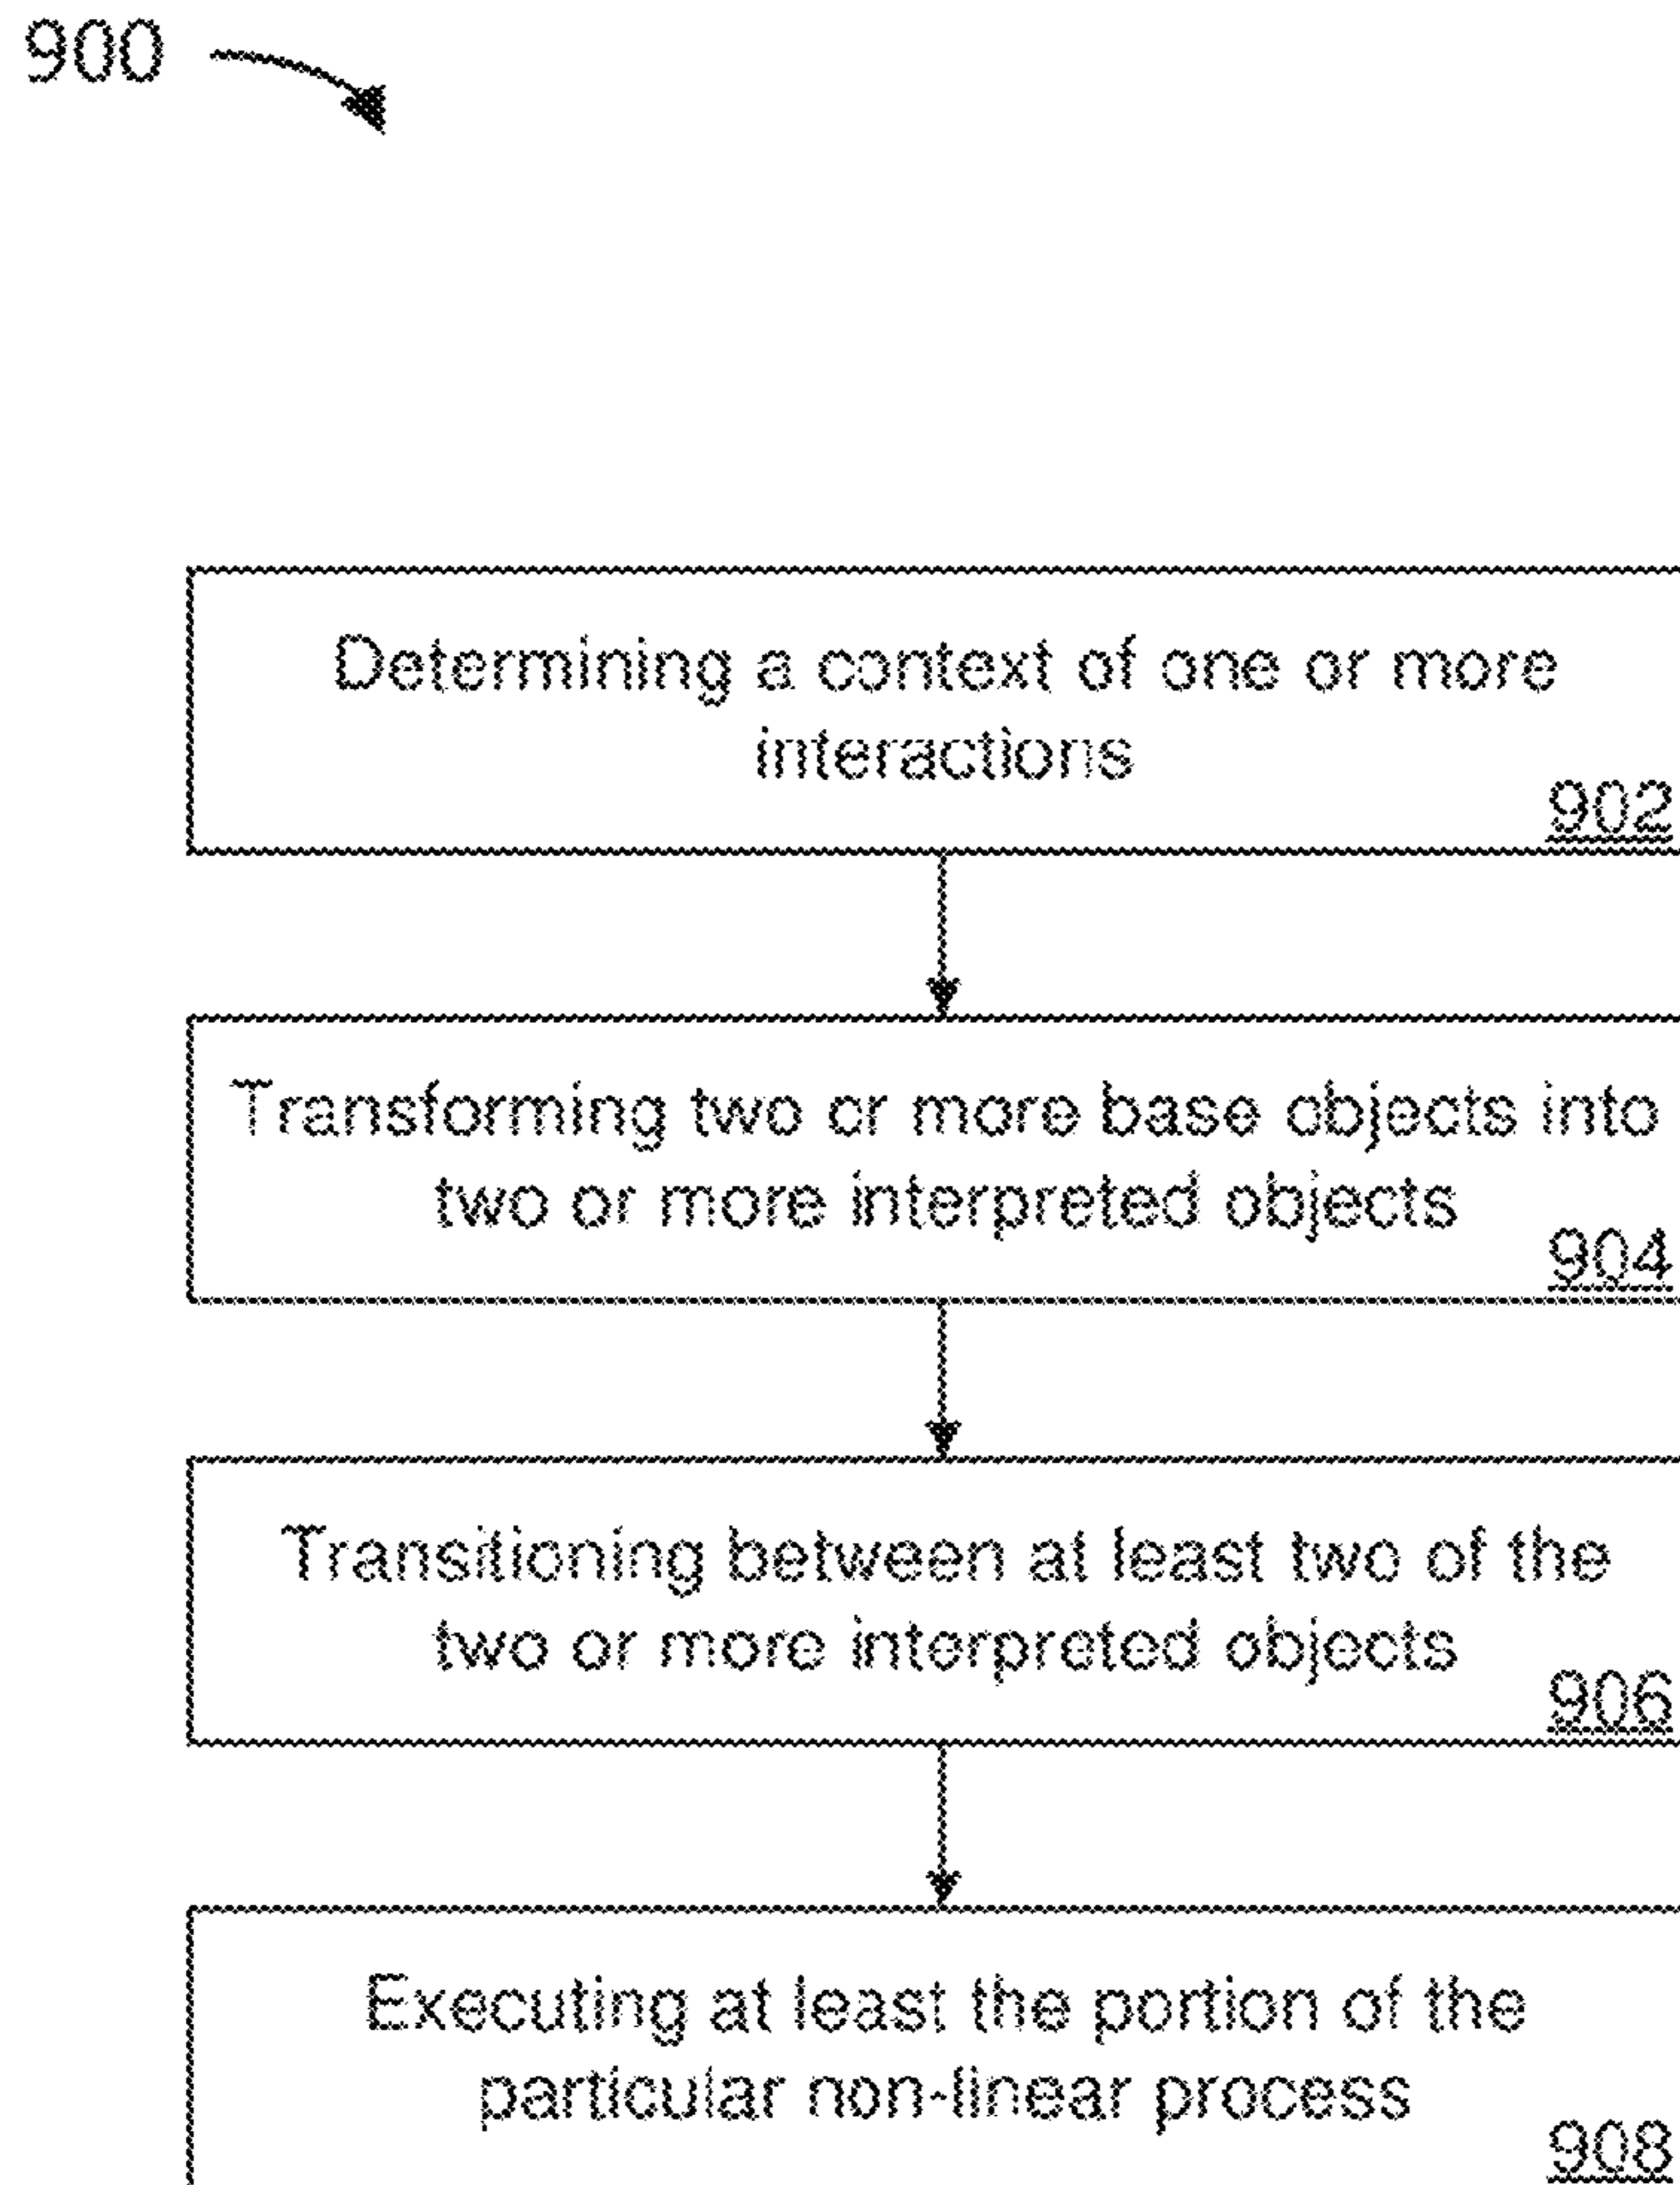 900
Determining a context of one or more
interactions
902
Transforming two or more base objects into
two or more interpreted objects
904
Transitioning between at least two of the
two or more interpreted objects
906
Executing at least the portion of the
particular non-linear process
908